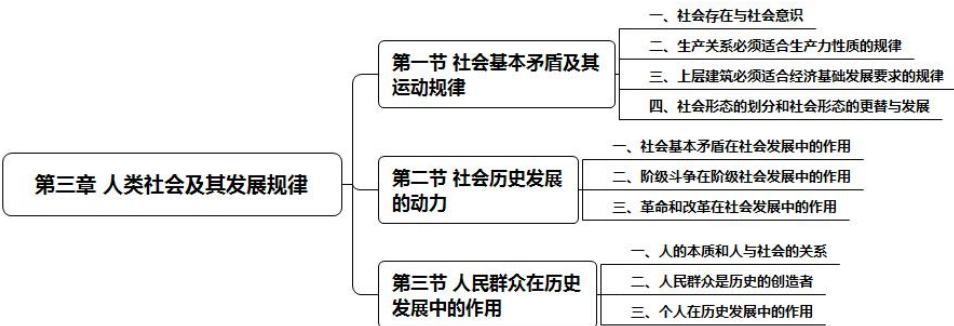 第三章 人类社会及其发展规律
第一节 社会基本矛盾及其
运动规律
一、社会存在与社会意识
二、生产关系必须适合生产力性质的规律
三、上层建筑必须适合经济基础发展要求的规律
四、社会形态的划分和社会形态的更替与发展
第二节 社会历史发展
的动力
一、社会基本矛盾在社会发展中的作用
二、阶级斗争在阶级社会发展中的作用
三、革命和改革在社会发展中的作用
第三节 人民群众在历史
发展中的作用
一、人的本质和人与社会的关系
二、人民群众是历史的创造者
三、个人在历史发展中的作用